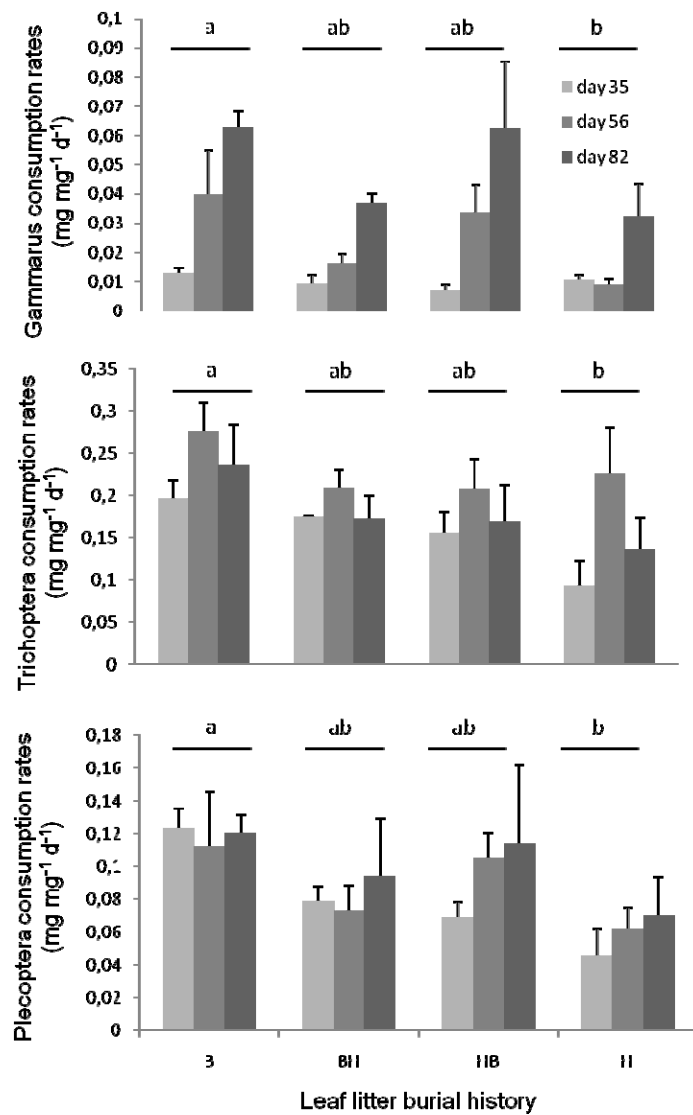 Gammarus consumption rates
(mg mg⁻¹ d⁻¹)
0,1
0,09
0,08
0,07
0,06
0,05
0,04
0,03
0,02
0,01
0
a ab ab b
day 35
day 56
day 82
Trichoptera consumption rates
(mg mg⁻¹ d⁻¹)
0,35
0,3
0,25
0,2
0,15
0,1
0,05
0
a ab ab b
Plecoptera consumption rates
(mg mg⁻¹ d⁻¹)
0,18
0,16
0,14
0,12
0,1
0,08
0,06
0,04
0,02
0
a ab ab b
B BH HB H
Leaf litter burial history